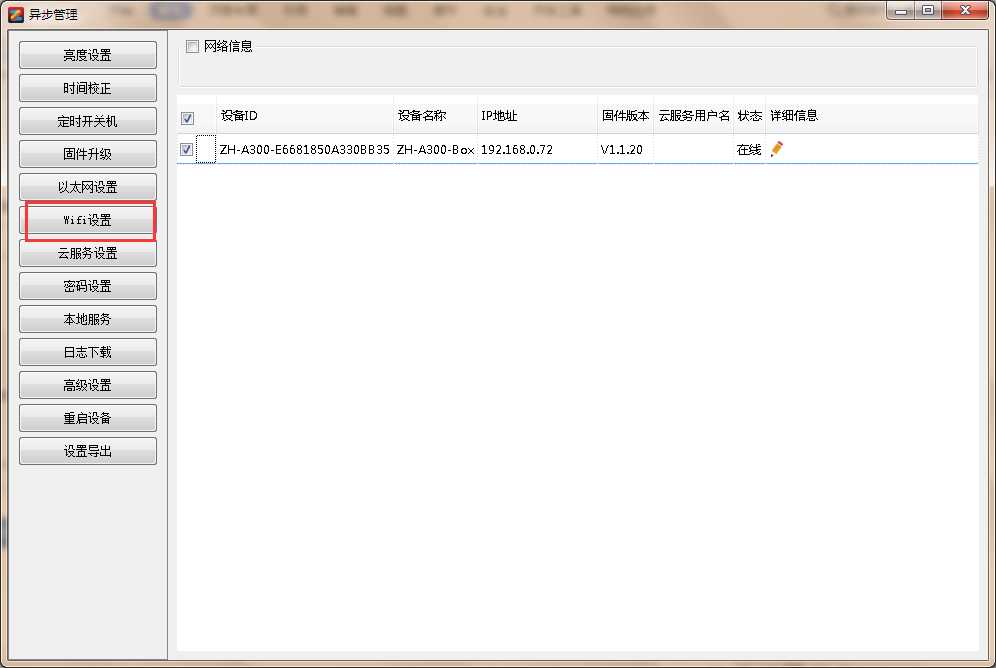 异步管理
亮度设置
时间校正
定时开关机
固件升级
以太网设置
Wifi设置
云服务设置
密码设置
本地服务
日志下载
高级设置
重启设备
设置导出
网络信息
设备ID 设备名称 IP地址 固件版本 云服务用户名 状态 详细信息
ZH-A300-E6681850A330BB35 ZH-A300-Box 192.168.0.72 V1.1.20 在线